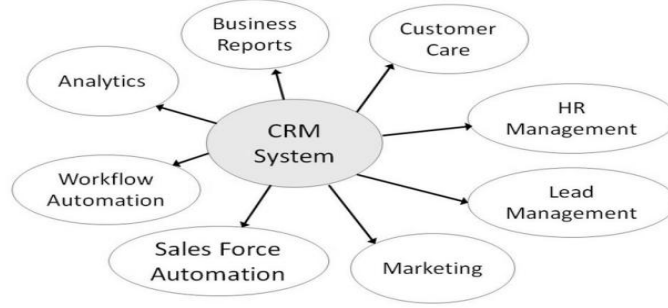 Business
Reports
Customer
Care
Analytics
HR
Management
CRM
System
Workflow
Automation
Lead
Management
Sales Force
Automation
Marketing